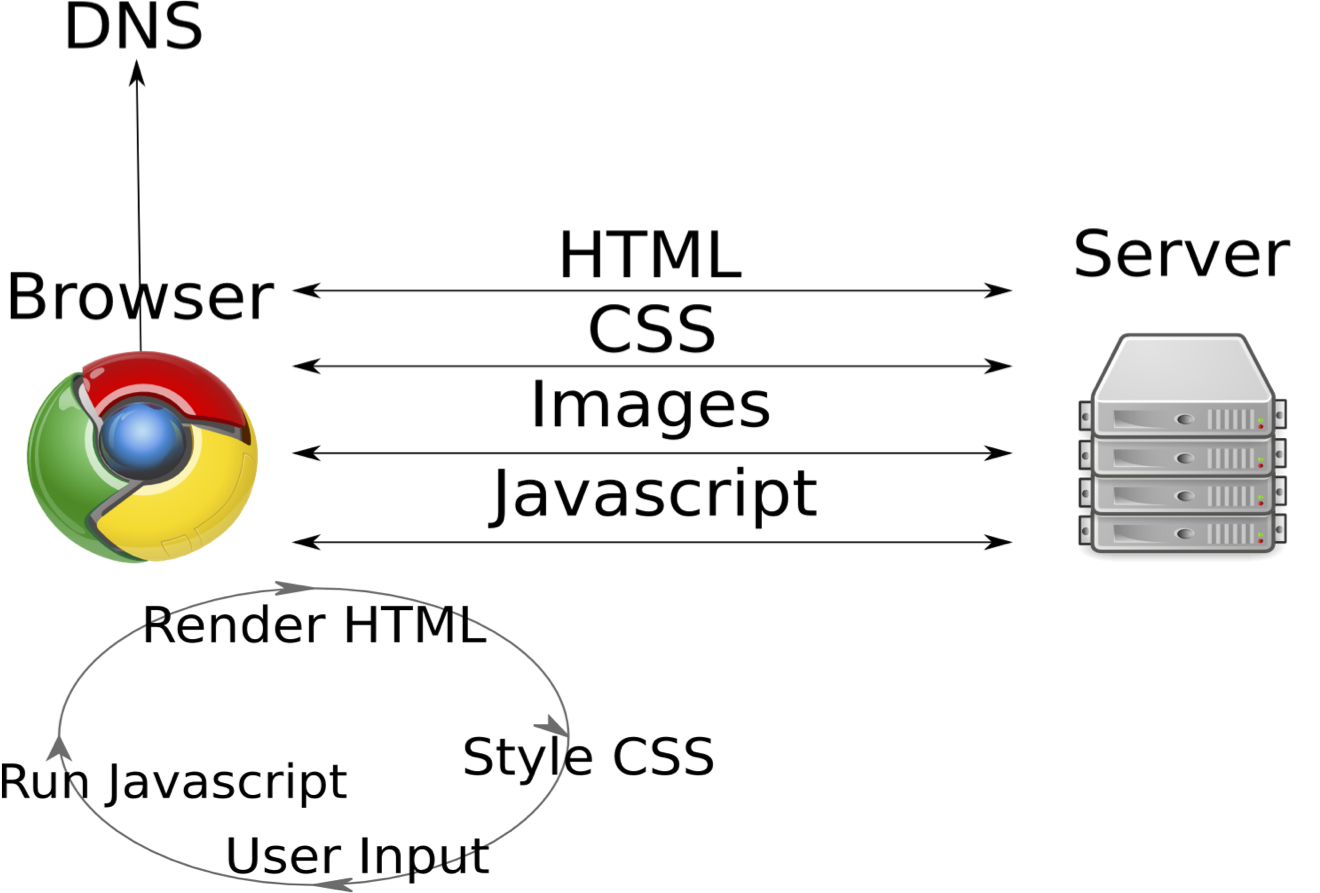 DNS
Browser
HTML
CSS
Images
Javascript
Server
Render HTML
Style CSS
Run Javascript
User Input